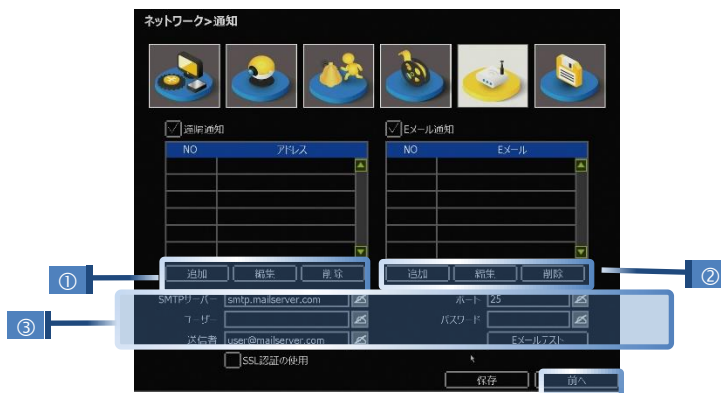 ネットワーク>通知
遠隔通知
Eメール通知
NO アドレス
NO Eメール
追加 編集 削除
追加 編集 削除
①
②
SMTPサーバー smtp.mailserver.com
ポート 25
③
ユーザー
パスワード
送信者 user@mailserver.com
Eメールテスト
SSL認証の使用
保存 前へ